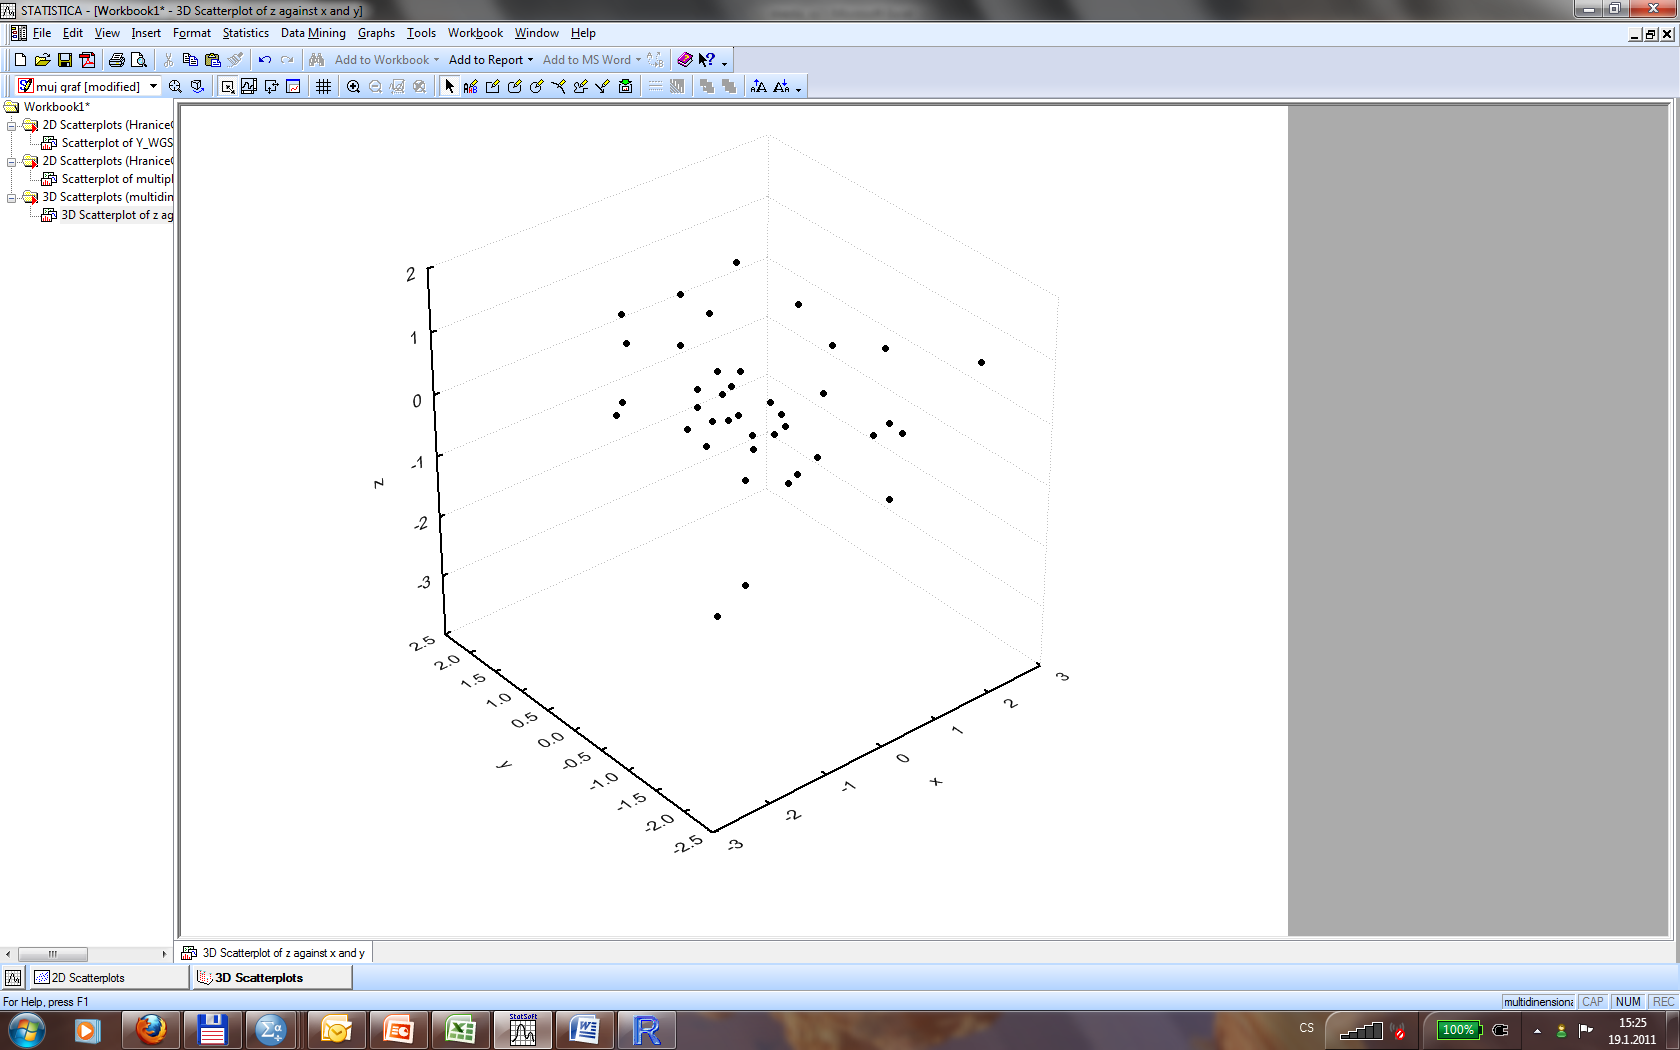 STATISTICA - [Workbook1* - 3D Scatterplot of z against x and y]
File Edit View Insert Format Statistics Data Mining Graphs Tools Workbook Window Help
Add to Workbook Add to Report Add to MS Word
muj graf [modified]
Workbook1*
2D Scatterplots (Hranice
Scatterplot of Y_WGS
2D Scatterplots (Hranice
Scatterplot of multipl
3D Scatterplots (multidin
3D Scatterplot of z ag
2
1
0
-1
-2
-3
z
2.5
2.0
1.5
1.0
0.5
0.0
-0.5
-1.0
-1.5
-2.0
-2.5
y
-3
-2
-1
0
1
2
3
x
3D Scatterplot of z against x and y
2D Scatterplots
3D Scatterplots
For Help, press F1
multidimensiona CAP NUM REC
StatSoft
CS
100%
15:25
19.1.2011